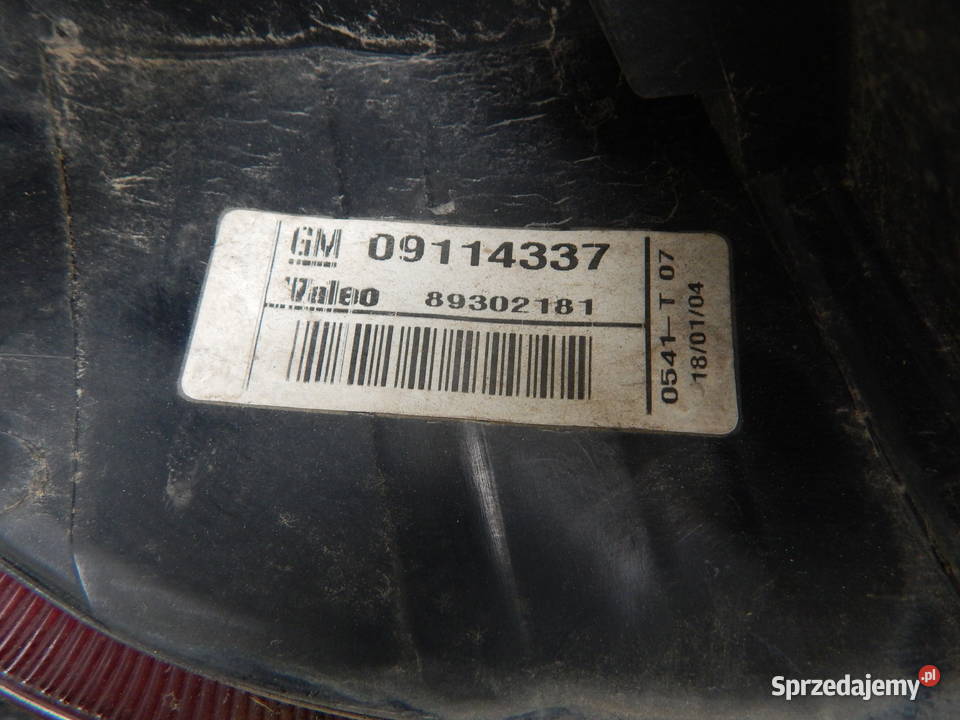 GM 09114337
Valeo 89302181
0541-T 07
18/01/04
Sprzedajemy.pl